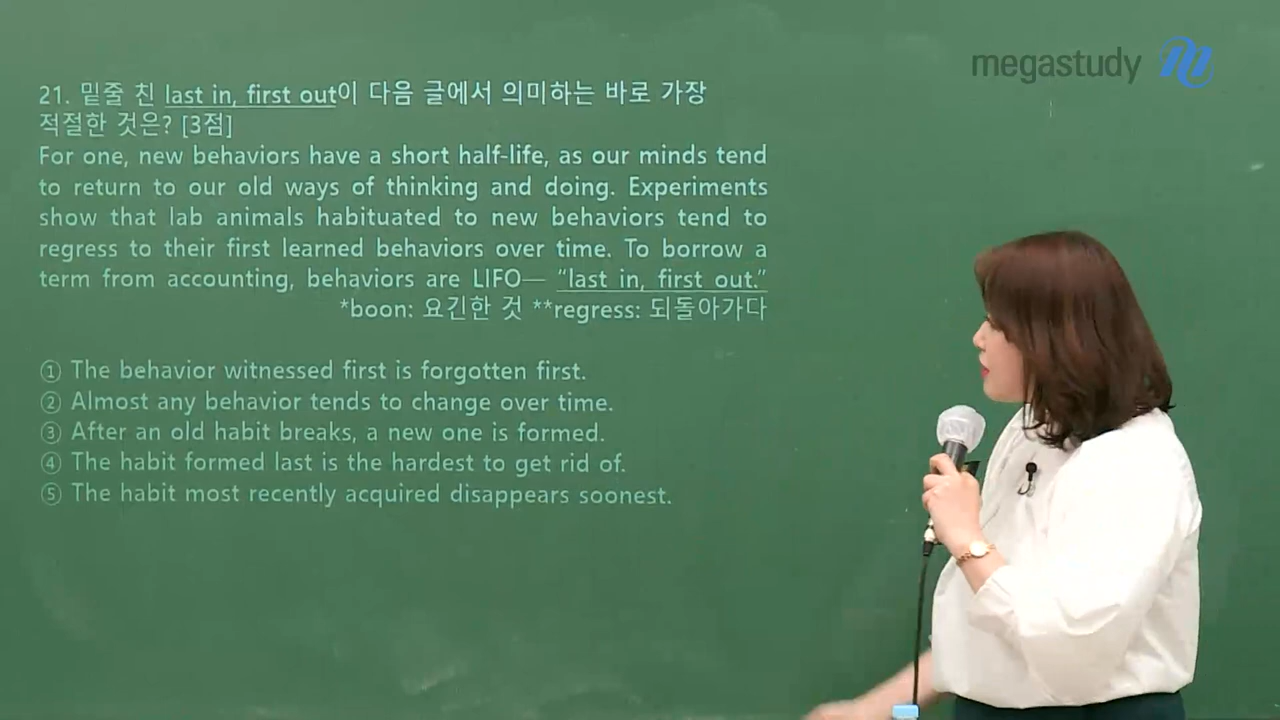 megastudy
21. 밑줄 친 last in, first out이 다음 글에서 의미하는 바로 가장
적절한 것은? [3점]
For one, new behaviors have a short half-life, as our minds tend
to return to our old ways of thinking and doing. Experiments
show that lab animals habituated to new behaviors tend to
regress to their first learned behaviors over time. To borrow a
term from accounting, behaviors are LIFO— “last in, first out.”
*boon: 요긴한 것 **regress: 되돌아가다
① The behavior witnessed first is forgotten first.
② Almost any behavior tends to change over time.
③ After an old habit breaks, a new one is formed.
④ The habit formed last is the hardest to get rid of.
⑤ The habit most recently acquired disappears soonest.